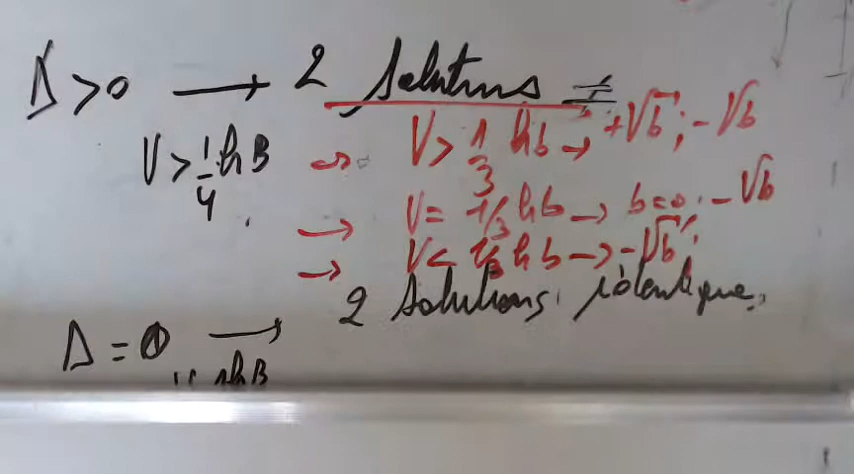 Δ > 0 → 2 solutions ≠
V > 1/4 hB → V > 1/3 hb → +√b ; -√b
→ V = 1/3 hb → b=0 ; -√b
→ V < 1/3 hb → -√b ;
Δ = 0 → 2 solutions identique
hB